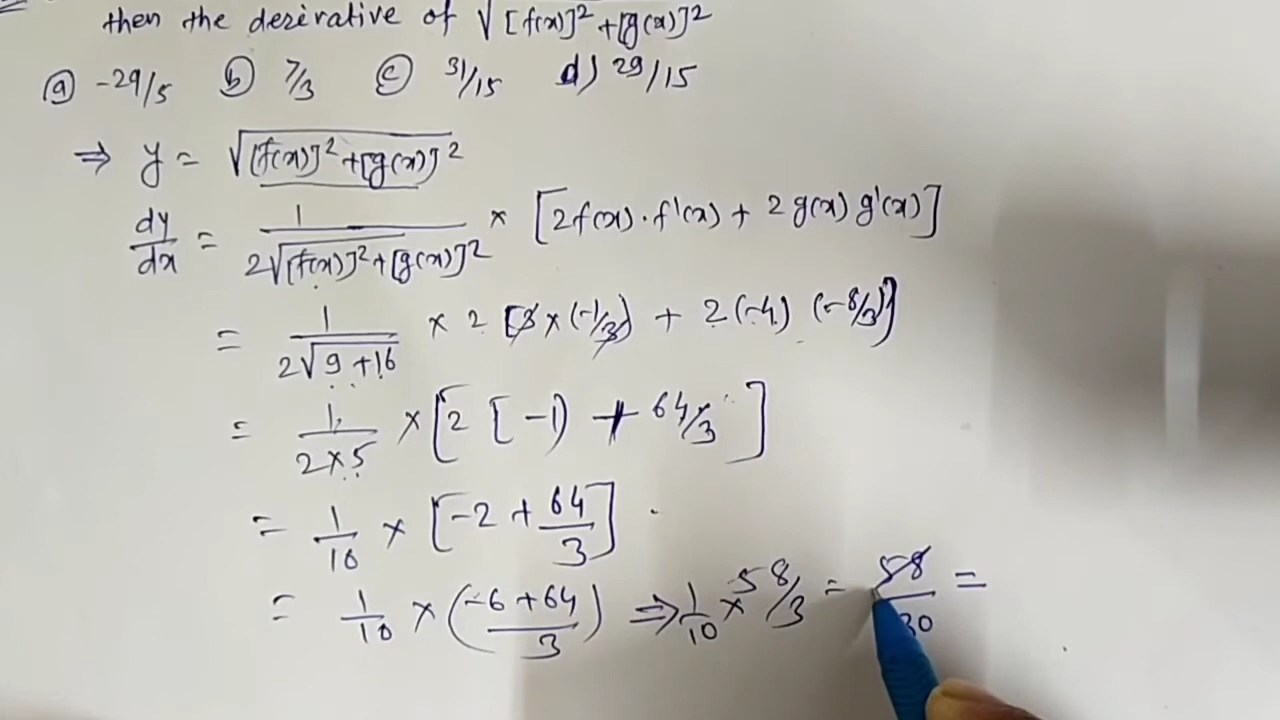 then the derivative of √[f(x)]² + [g(x)]²
ⓐ -29/5 ⓑ 7/3 ⓒ 31/15 d) 29/15
⇒ y = √[f(x)]² + [g(x)]²
dy/dx = 1/2√[f(x)]² + [g(x)]² × [2f(x)·f'(x) + 2g(x) g'(x)]
= 1/2√9+16 × 2 [3 × (-1/3) + 2(-4) (-8/3)]
= 1/2×5 × [2 [-1) + 64/3]
= 1/10 × [-2 + 64/3]
= 1/10 × (-6+64/3) ⇒ 1/10 × 58/3 = 58/30 =